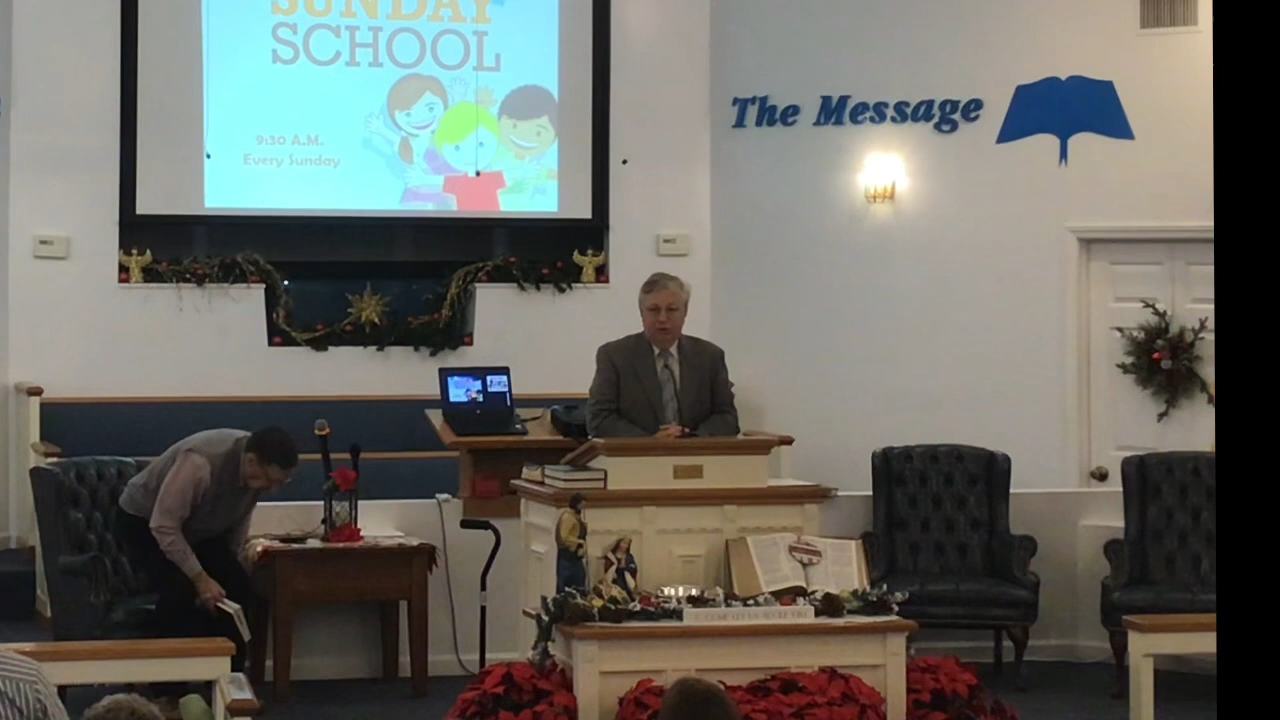 SUNDAY
SCHOOL
9:30 A.M.
Every Sunday
The Message